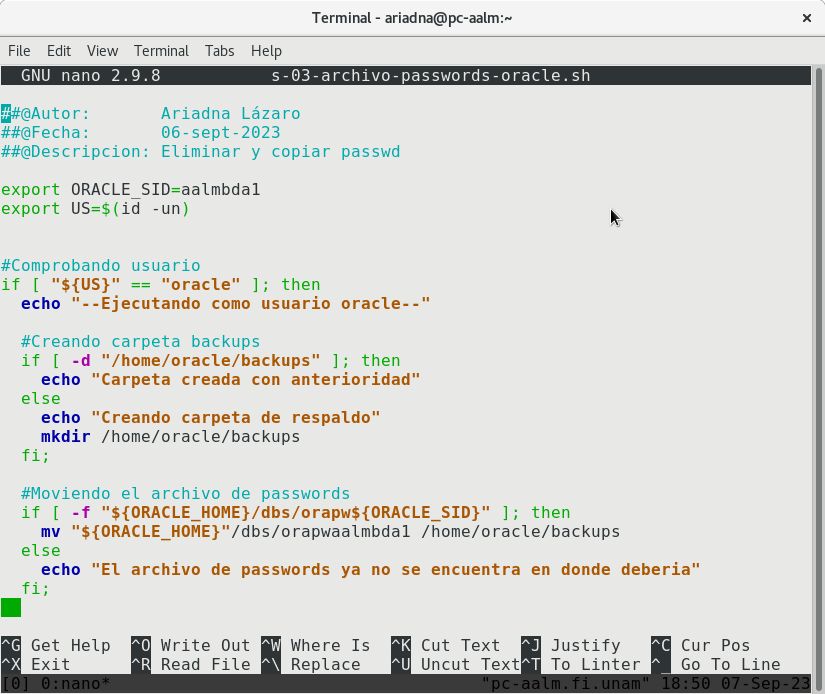 Terminal - ariadna@pc-aalm:~ ×
File Edit View Terminal Tabs Help
GNU nano 2.9.8 s-03-archivo-passwords-oracle.sh
##@Autor: Ariadna Lázaro
##@Fecha: 06-sept-2023
##@Descripcion: Eliminar y copiar passwd
export ORACLE_SID=aalmbda1
export US=$(id -un)
#Comprobando usuario
if [ "${US}" == "oracle" ]; then
  echo "--Ejecutando como usuario oracle--"
  #Creando carpeta backups
  if [ -d "/home/oracle/backups" ]; then
    echo "Carpeta creada con anterioridad"
  else
    echo "Creando carpeta de respaldo"
    mkdir /home/oracle/backups
  fi;
  #Moviendo el archivo de passwords
  if [ -f "${ORACLE_HOME}/dbs/orapw${ORACLE_SID}" ]; then
    mv "${ORACLE_HOME}"/dbs/orapwaalmbda1 /home/oracle/backups
  else
    echo "El archivo de passwords ya no se encuentra en donde deberia"
  fi;
^G Get Help ^O Write Out ^W Where Is ^K Cut Text ^J Justify ^C Cur Pos
^X Exit ^R Read File ^\ Replace ^U Uncut Text ^T To Linter ^_ Go To Line
[0] 0:nano* "pc-aalm.fi.unam" 18:50 07-Sep-23